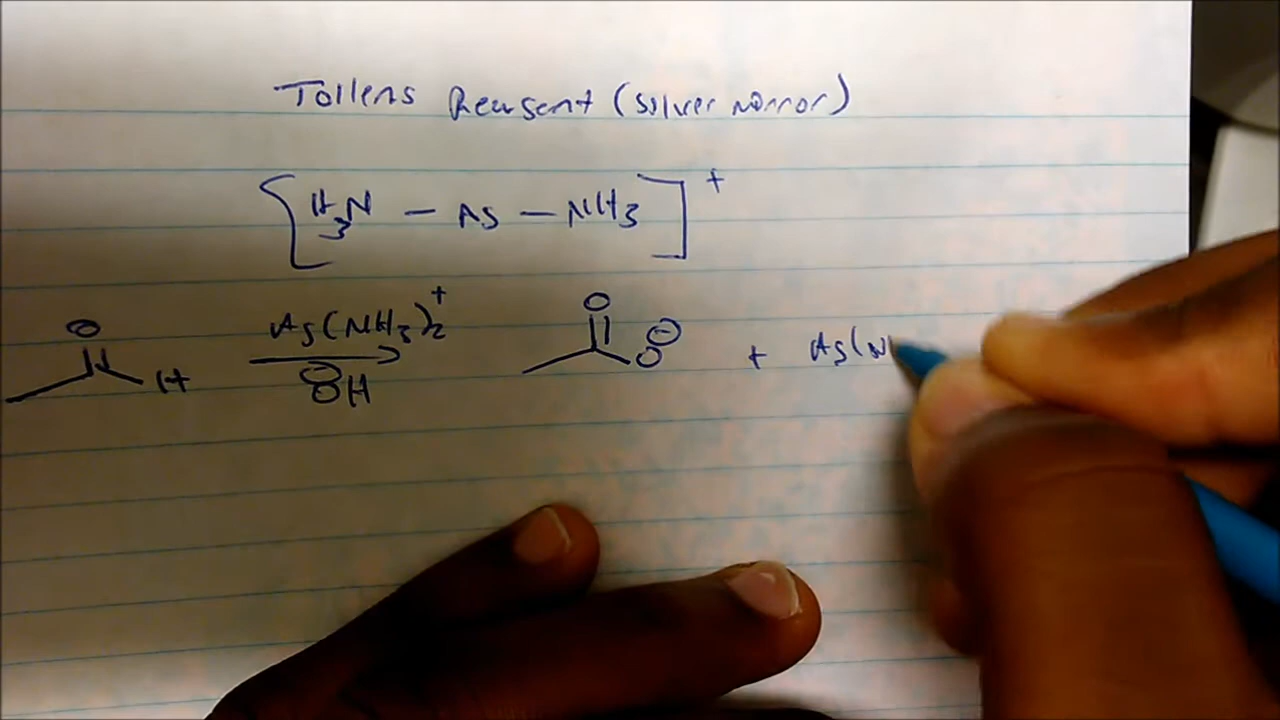 Tollens Reagent (silver mirror)
[H3N — Ag — NH3]+
O Ag(NH3)2+ O
H ⊖OH O⊖ + Ag(N